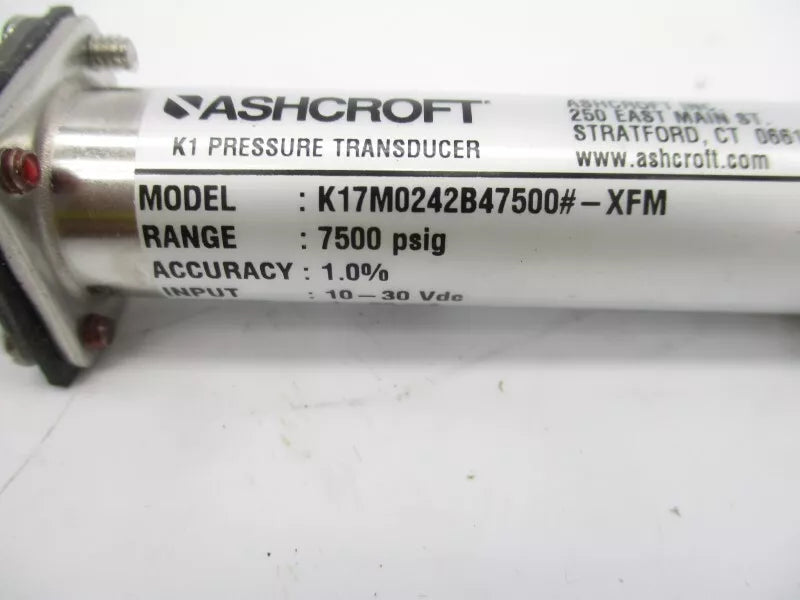 ASHCROFT
K1 PRESSURE TRANSDUCER
ASHCROFT INC.
250 EAST MAIN ST.
STRATFORD, CT 0661
www.ashcroft.com
MODEL : K17M0242B47500#-XFM
RANGE : 7500 psig
ACCURACY : 1.0%
INPUT : 10-30 Vdc